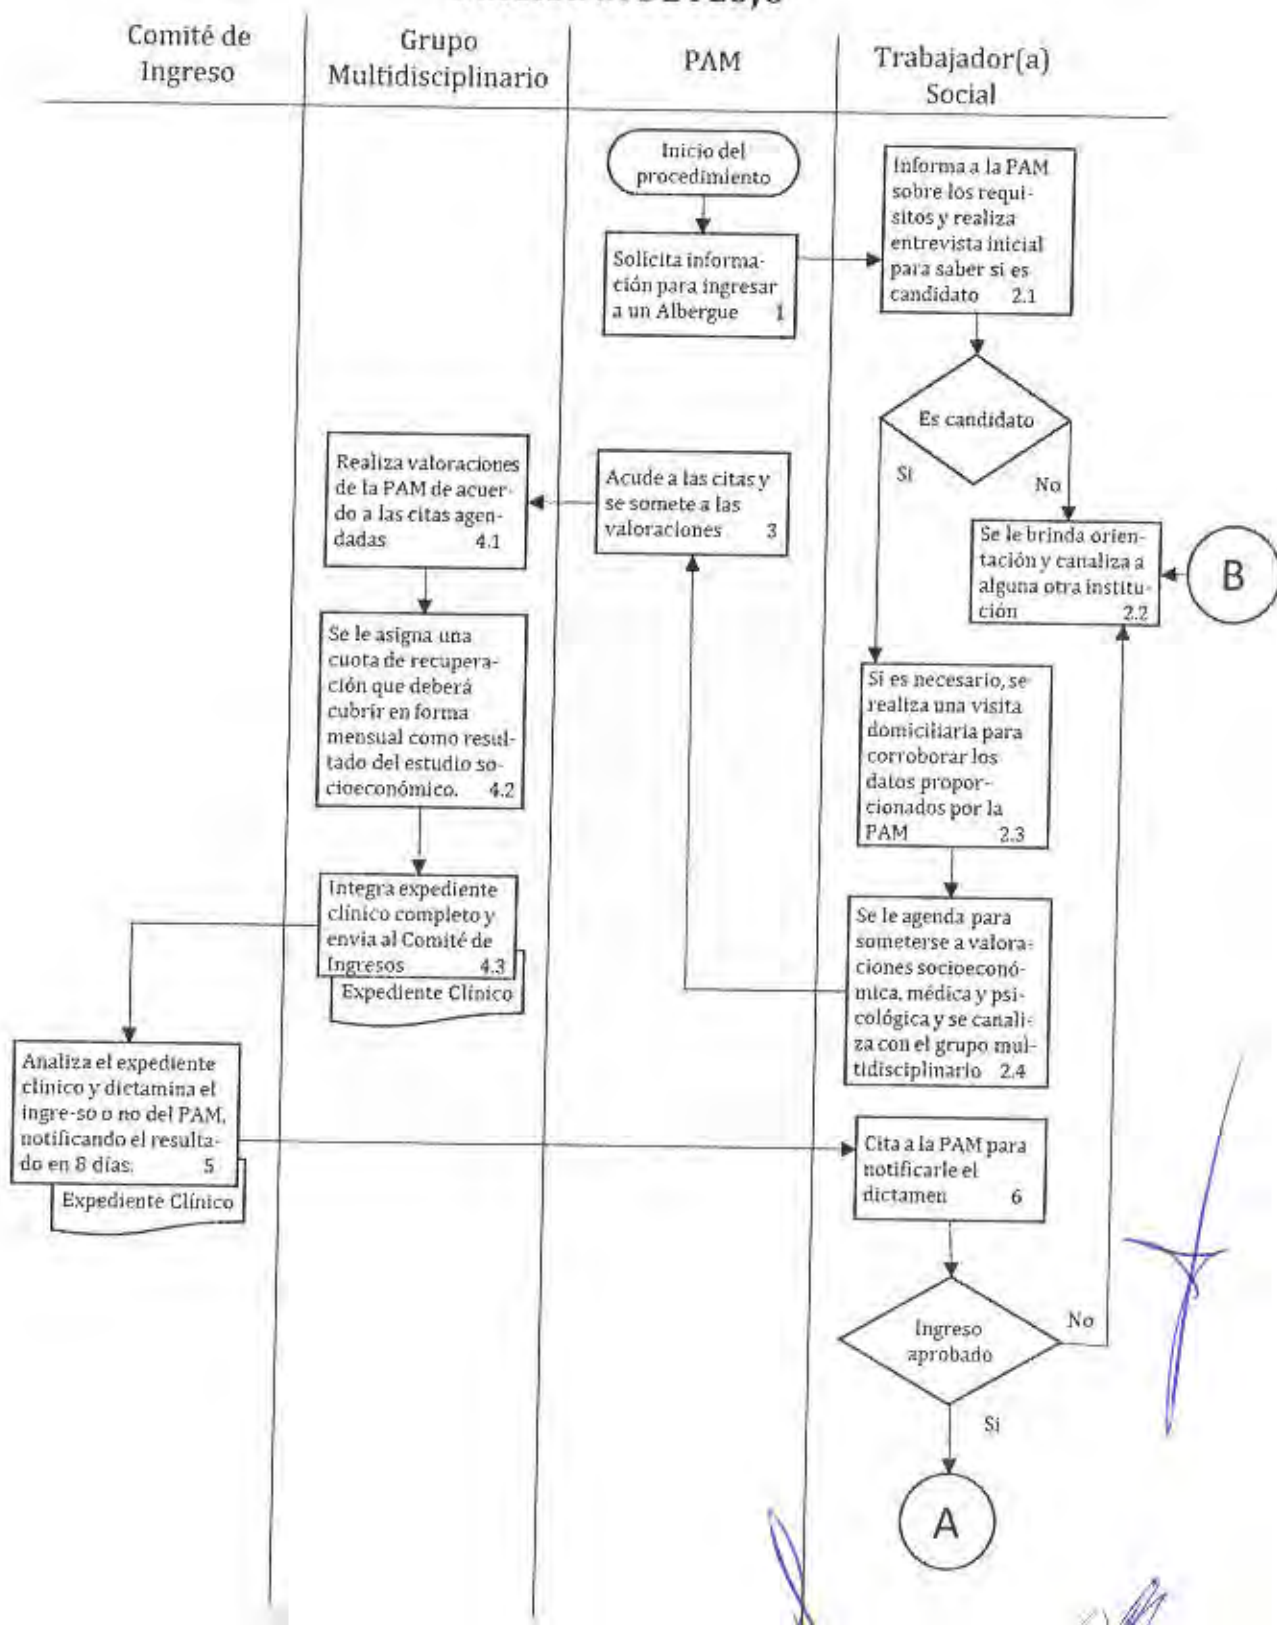 Comité de
Ingreso
Grupo
Multidisciplinario
PAM
Trabajador(a)
Social
Inicio del
procedimiento
Solicita informa-
ción para ingresar
a un Albergue 1
Informa a la PAM
sobre los requi-
sitos y realiza
entrevista inicial
para saber si es
candidato 2.1
Es candidato
Si
No
Se le brinda orien-
tación y canaliza a
alguna otra institu-
ción 2.2
B
Si es necesario, se
realiza una visita
domiciliaria para
corroborar los
datos propor-
cionados por la
PAM 2.3
Se le agenda para
someterse a valora-
ciones socioeconó-
mica, médica y psi-
cológica y se canali-
za con el grupo mul-
tidisciplinario 2.4
Acude a las citas y
se somete a las
valoraciones 3
Realiza valoraciones
de la PAM de acuer-
do a las citas agen-
dadas 4.1
Se le asigna una
cuota de recupera-
ción que deberá
cubrir en forma
mensual como resul-
tado del estudio so-
cioeconómico. 4.2
Integra expediente
clínico completo y
envia al Comité de
Ingresos 4.3
Expediente Clínico
Analiza el expediente
clínico y dictamina el
ingre-so o no del PAM,
notificando el resulta-
do en 8 días. 5
Expediente Clínico
Cita a la PAM para
notificarle el
dictamen 6
Ingreso
aprobado
No
Si
A